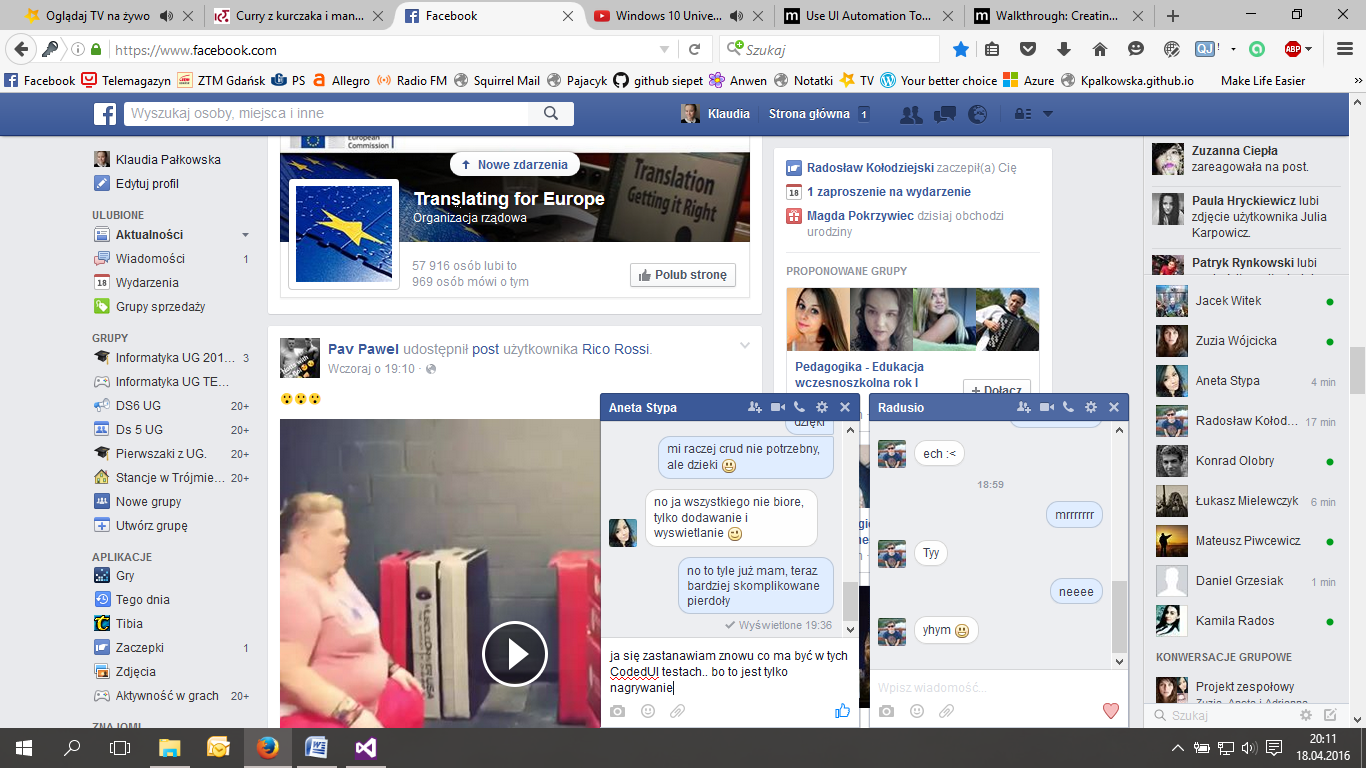 Oglądaj TV na żywo
Curry z kurczaka i man...
Facebook
Windows 10 Unive...
Use UI Automation To...
Walkthrough: Creatin...
https://www.facebook.com
Szukaj
Facebook Telemagazyn ZTM Gdańsk PS Allegro Radio FM Squirrel Mail Pajacyk github siepet Anwen Notatki TV Your better choice Azure Kpalkowska.github.io Make Life Easier
Wyszukaj osoby, miejsca i inne
Klaudia Strona główna 1
Klaudia Pałkowska
Edytuj profil
ULUBIONE
Aktualności
Wiadomości 1
Wydarzenia
Grupy sprzedaży
GRUPY
Informatyka UG 201... 3
Informatyka UG TE...
DS6 UG 20+
Ds 5 UG 20+
Pierwszaki z UG. 20+
Stancje w Trójmie... 20+
Nowe grupy
Utwórz grupę
APLIKACJE
Gry
Tego dnia
Tibia
Zaczepki 1
Zdjęcia
Aktywność w grach 20+
ZNAJOMI
European
Commission
Nowe zdarzenia
Translation
Getting it Right
Translating for Europe
Organizacja rządowa
57 916 osób lubi to
969 osób mówi o tym
Polub stronę
Pav Pawel udostępnił post użytkownika Rico Rossi.
Wczoraj o 19:10
Radosław Kołodziejski zaczepił(a) Cię
1 zaproszenie na wydarzenie
Magda Pokrzywiec dzisiaj obchodzi
urodziny
PROPONOWANE GRUPY
Pedagogika - Edukacja
wczesnoszkolna rok I
Dołącz
Aneta Stypa
dzięki
mi raczej crud nie potrzebny,
ale dzieki
no ja wszystkiego nie biore,
tylko dodawanie i
wyswietlanie
no to tyle już mam, teraz
bardziej skomplikowane
pierdoły
Wyświetlone 19:36
ja się zastanawiam znowu co ma być w tych
CodedUI testach.. bo to jest tylko
nagrywanie
Radusio
ech :<
18:59
mrrrrrrr
Tyy
neeee
yhym
Wpisz wiadomość...
Zuzanna Ciepła
zareagowała na post.
Paula Hryckiewicz lubi
zdjęcie użytkownika Julia
Karpowicz.
Patryk Rynkowski lubi
Jacek Witek
Zuzia Wójcicka
Aneta Stypa 4 min
Radosław Kołod... 17 min
Konrad Olobry
Łukasz Mielewczyk 6 min
Mateusz Piwcewicz
Daniel Grzesiak 1 min
Kamila Rados
KONWERSACJE GRUPOWE
Projekt zespołowy
Zuzia, Aneta i Adrianna
Szukaj
20:11
18.04.2016